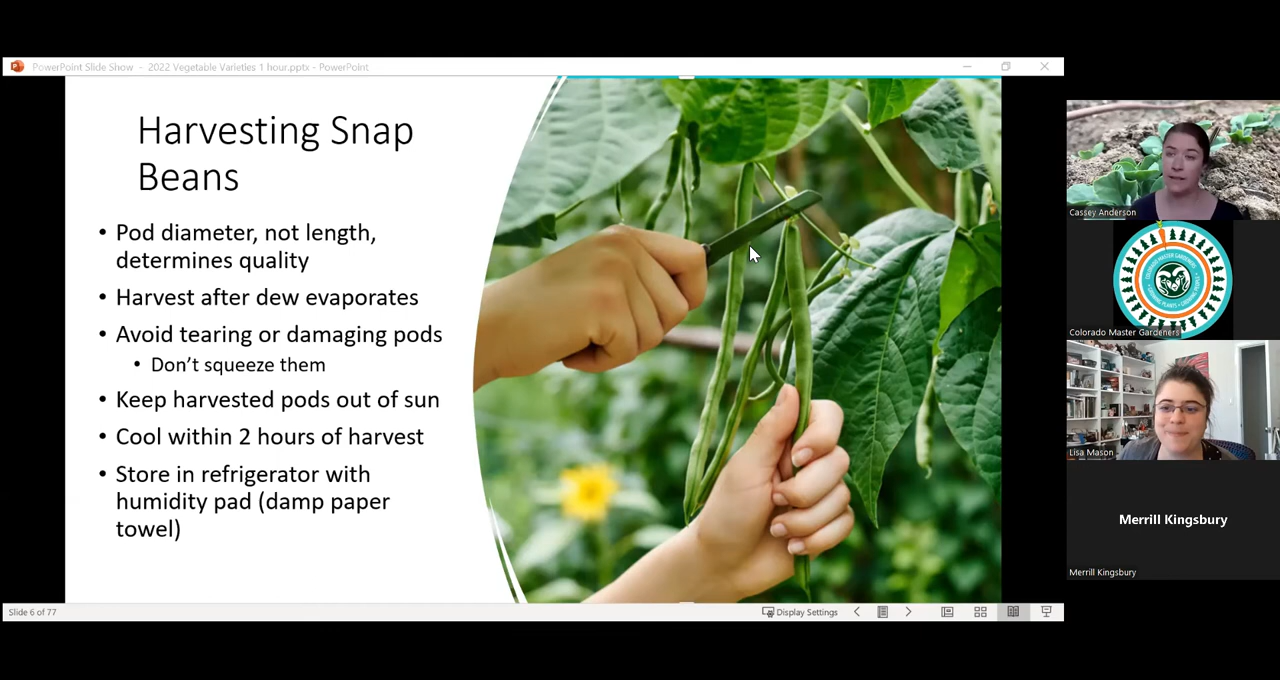 PowerPoint Slide Show - 2022 Vegetable Varieties 1 hour.pptx - PowerPoint
Harvesting Snap
Beans
• Pod diameter, not length,
determines quality
• Harvest after dew evaporates
• Avoid tearing or damaging pods
• Don’t squeeze them
• Keep harvested pods out of sun
• Cool within 2 hours of harvest
• Store in refrigerator with
humidity pad (damp paper
towel)
Slide 6 of 77
Display Settings
Cassey Anderson
COLORADO MASTER GARDENERS
Colorado Master Gardeners
Lisa Mason
Merrill Kingsbury
Merrill Kingsbury